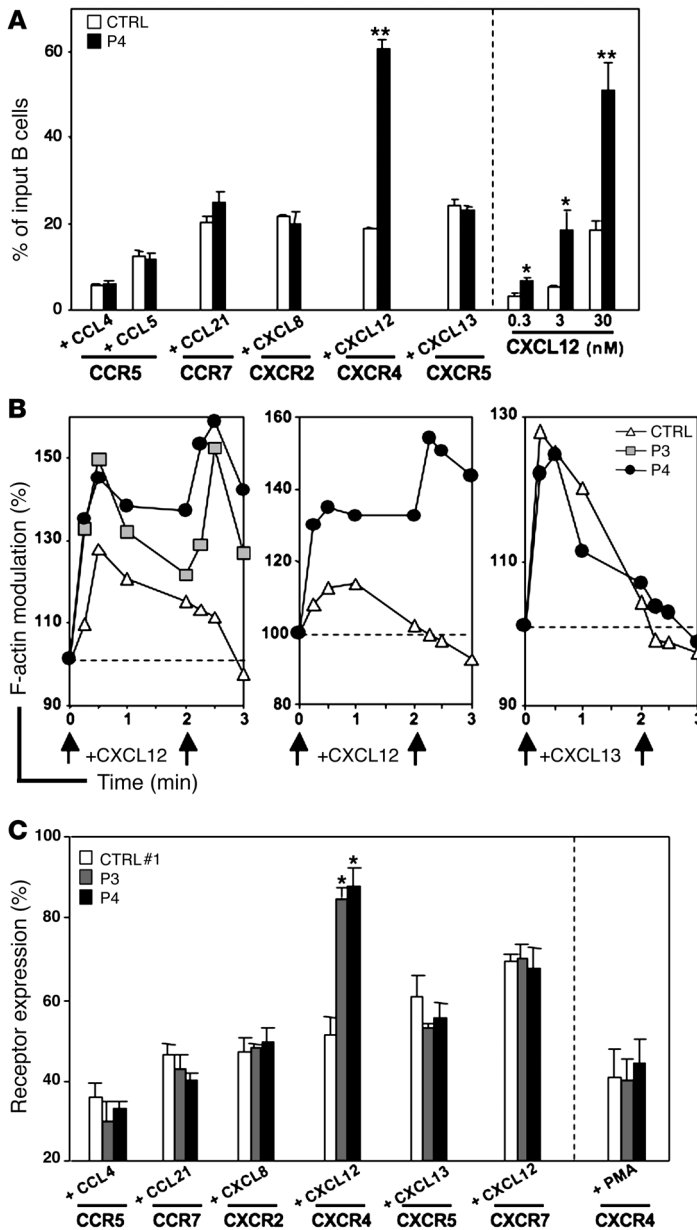 A
CTRL
P4
% of input B cells
60
40
20
0
**
* * **
+ CCL4 + CCL5 + CCL21 + CXCL8 + CXCL12 + CXCL13
0.3 3 30
CCR5 CCR7 CXCR2 CXCR4 CXCR5
CXCL12 (nM)
B
F-actin modulation (%)
150
130
110
90
0 1 2 3
+CXCL12
Time (min)
160
140
120
100
80
0 1 2 3
+CXCL12
130
110
90
0 1 2 3
+CXCL13
CTRL
P3
P4
C
CTRL#1
P3
P4
Receptor expression (%)
100
80
60
40
20
* *
+ CCL4 + CCL21 + CXCL8 + CXCL12 + CXCL13 + CXCL12 + PMA
CCR5 CCR7 CXCR2 CXCR4 CXCR5 CXCR7 CXCR4